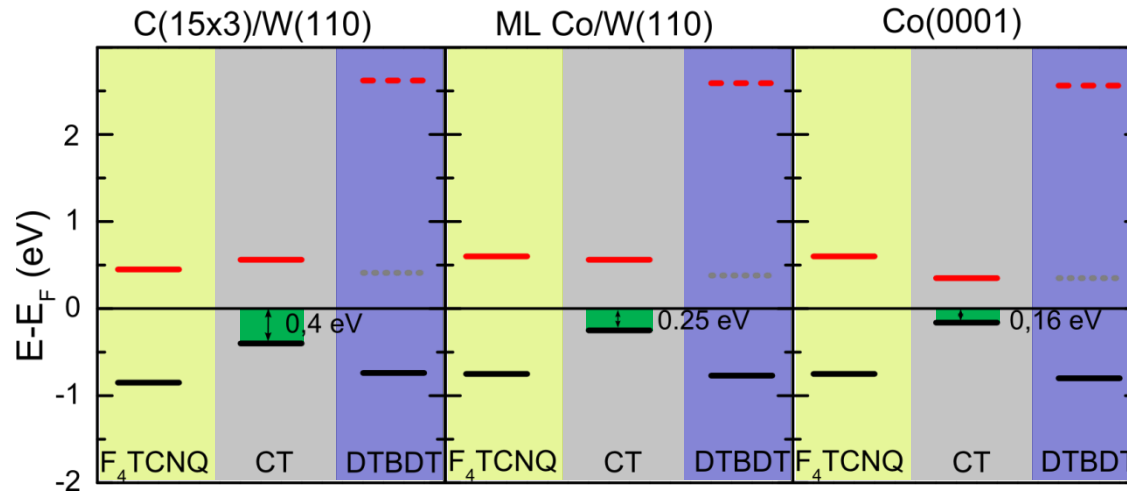 C(15x3)/W(110) ML Co/W(110) Co(0001)
E-E_F (eV)
2
1
0
-1
-2
0,4 eV 0.25 eV 0,16 eV
F₄TCNQ CT DTBDT F₄TCNQ CT DTBDT F₄TCNQ CT DTBDT